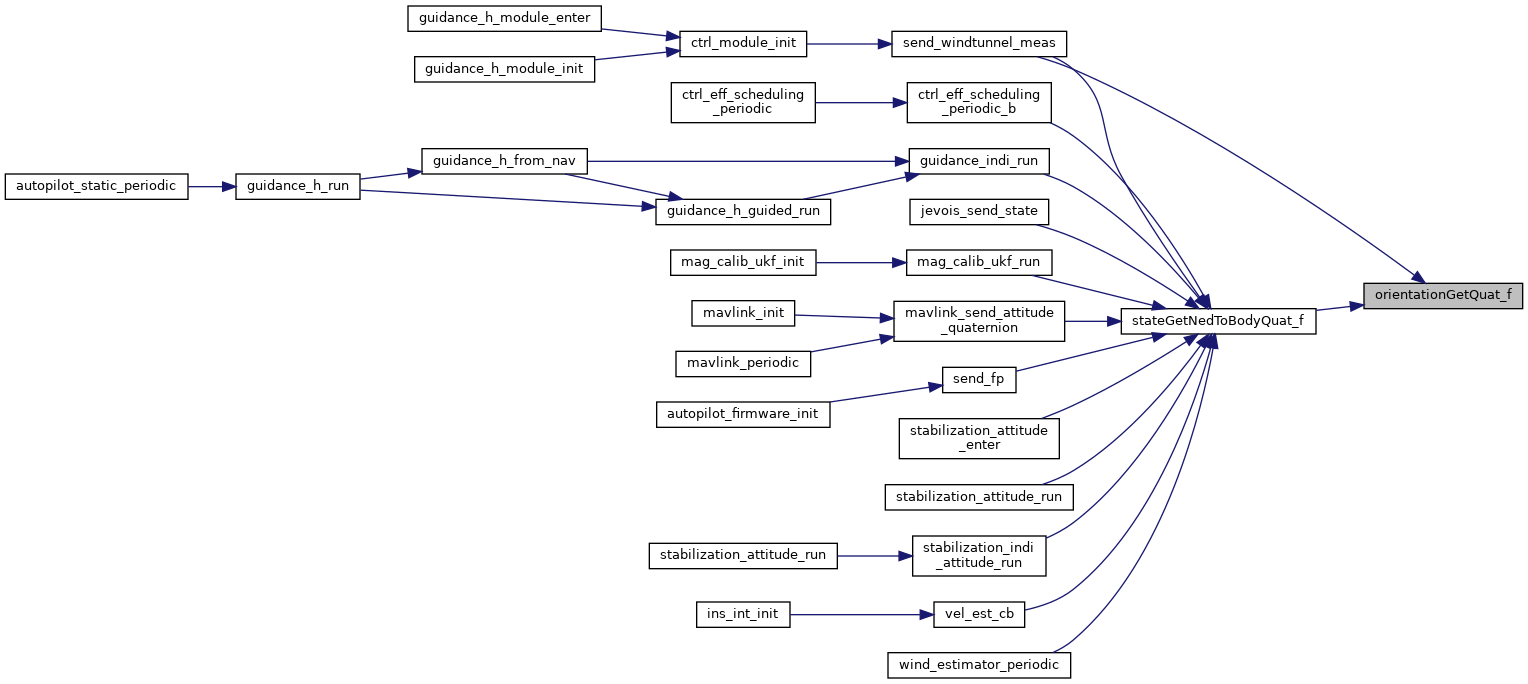 guidance_h_module_enter
ctrl_module_init
send_windtunnel_meas
guidance_h_module_init
ctrl_eff_scheduling
_periodic
ctrl_eff_scheduling
_periodic_b
guidance_h_from_nav
guidance_indi_run
autopilot_static_periodic
guidance_h_run
guidance_h_guided_run
jevois_send_state
mag_calib_ukf_init
mag_calib_ukf_run
orientationGetQuat_f
mavlink_init
mavlink_send_attitude
_quaternion
stateGetNedToBodyQuat_f
mavlink_periodic
send_fp
autopilot_firmware_init
stabilization_attitude
_enter
stabilization_attitude_run
stabilization_attitude_run
stabilization_indi
_attitude_run
ins_int_init
vel_est_cb
wind_estimator_periodic